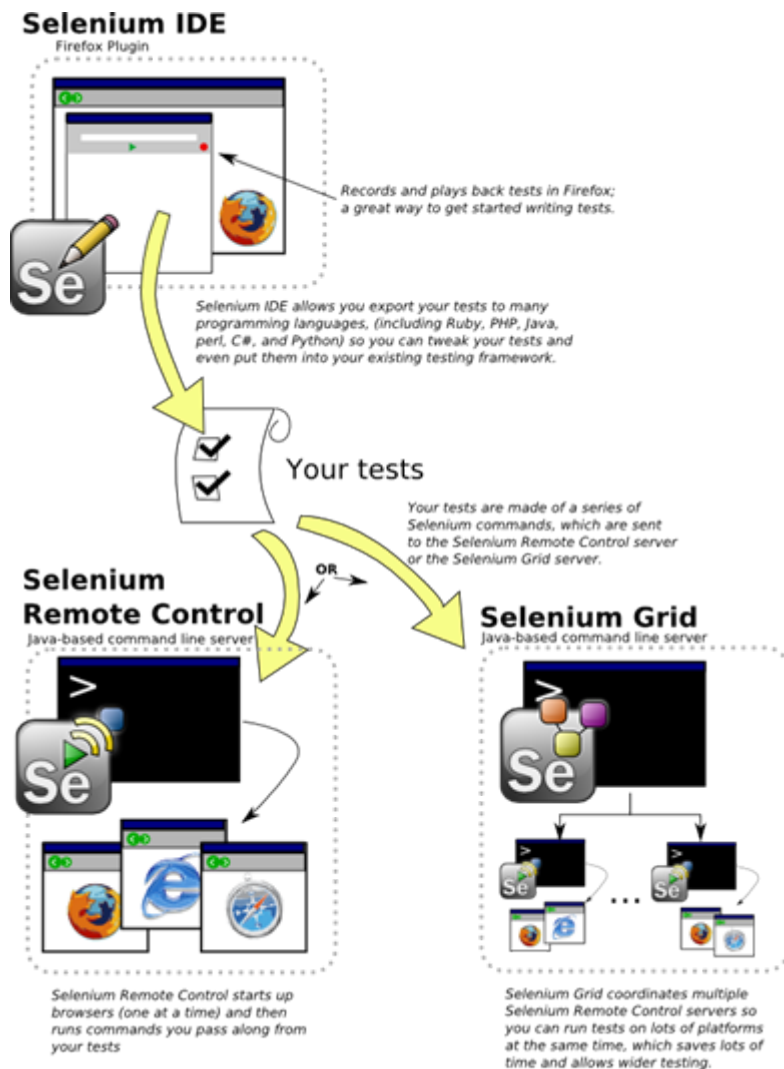 Selenium IDE
Firefox Plugin
Records and plays back tests in Firefox;
a great way to get started writing tests.
Se
Selenium IDE allows you export your tests to many
programming languages, (including Ruby, PHP, Java,
perl, C#, and Python) so you can tweak your tests and
even put them into your existing testing framework.
Your tests
Your tests are made of a series of
Selenium commands, which are sent
to the Selenium Remote Control server
or the Selenium Grid server.
OR
Selenium
Remote Control
Java-based command line server
>
Se
Selenium Remote Control starts up
browsers (one at a time) and then
runs commands you pass along from
your tests
Selenium Grid
Java-based command line server
>
Se
>
Se
...
>
Se
Selenium Grid coordinates multiple
Selenium Remote Control servers so
you can run tests on lots of platforms
at the same time, which saves lots of
time and allows wider testing.